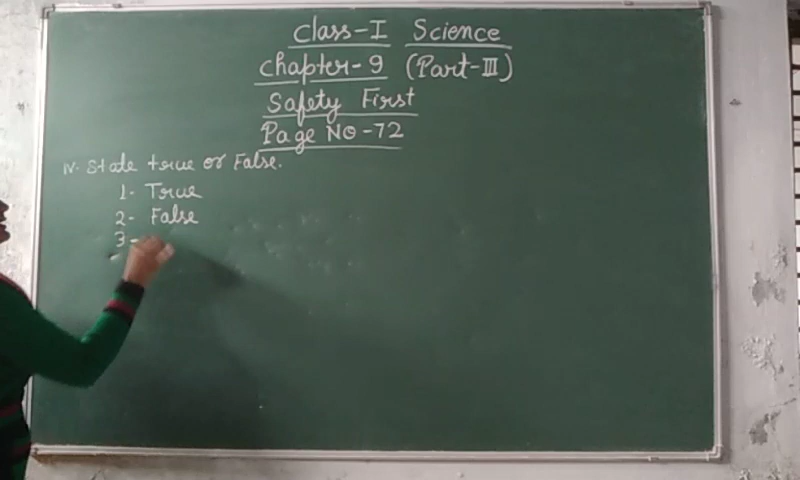 Class-I Science
Chapter-9 (Part-III)
Safety First
Page No-72
IV. State true or False.
1- True
2- False
3-